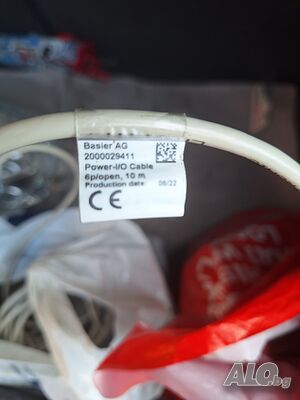 Basler AG
2000029411
Power-I/O Cable
6p/open, 10 m
Production date: 06/22
CE
ALO.bg